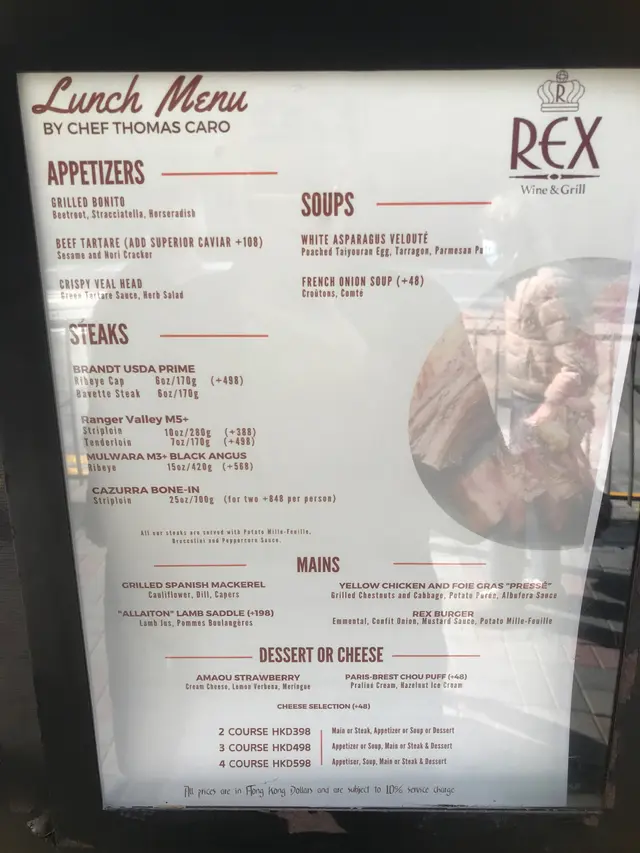 Lunch Menu
BY CHEF THOMAS CARO
R
REX
Wine & Grill
APPETIZERS
GRILLED BONITO
Beetroot, Stracciatella, Horseradish
BEEF TARTARE (ADD SUPERIOR CAVIAR +108)
Sesame and Nori Cracker
CRISPY VEAL HEAD
Green Tartare Sauce, Herb Salad
SOUPS
WHITE ASPARAGUS VELOUTÉ
Poached Taiyouran Egg, Tarragon, Parmesan
FRENCH ONION SOUP (+48)
Croûtons, Comté
STEAKS
BRANDT USDA PRIME
Ribeye Cap 6oz/170g (+498)
Bavette Steak 6oz/170g
Ranger Valley M5+
Striploin 10oz/280g (+388)
Tenderloin 7oz/170g (+498)
MULWARA M3+ BLACK ANGUS
Ribeye 15oz/420g (+568)
CAZURRA BONE-IN
Striploin 25oz/700g (for two +848 per person)
All our steaks are served with Potato Mille-Feuille,
Broccolini and Peppercorn Sauce.
MAINS
GRILLED SPANISH MACKEREL
Cauliflower, Dill, Capers
"ALLAITON" LAMB SADDLE (+198)
Lamb Jus, Pommes Boulangères
YELLOW CHICKEN AND FOIE GRAS "PRESSÉ"
Grilled Chestnuts and Cabbage, Potato Purée, Albufera Sauce
REX BURGER
Emmental, Confit Onion, Mustard Sauce, Potato Mille-Feuille
DESSERT OR CHEESE
AMAOU STRAWBERRY
Cream Cheese, Lemon Verbena, Meringue
PARIS-BREST CHOU PUFF (+48)
Praliné Cream, Hazelnut Ice Cream
CHEESE SELECTION (+48)
2 COURSE HKD398 Main or Steak, Appetizer or Soup or Dessert
3 COURSE HKD498 Appetizer or Soup, Main or Steak & Dessert
4 COURSE HKD598 Appetiser, Soup, Main or Steak & Dessert
All prices are in Hong Kong Dollars and are subject to 10% service charge